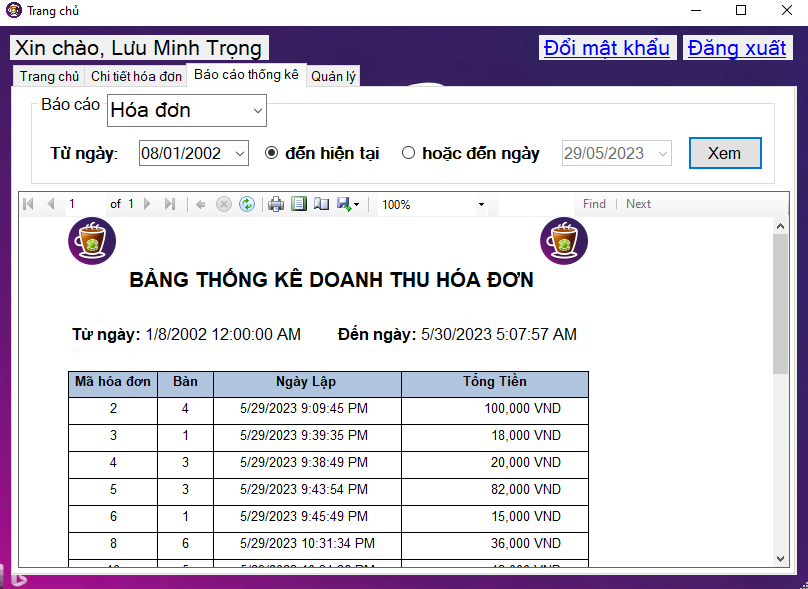 Trang chủ
Xin chào, Lưu Minh Trọng Đổi mật khẩu Đăng xuất
Trang chủ Chi tiết hóa đơn Báo cáo thống kê Quản lý
Báo cáo Hóa đơn
Từ ngày: 08/01/2002 đến hiện tại hoặc đến ngày 29/05/2023 Xem
1 of 1 100% Find Next
BẢNG THỐNG KÊ DOANH THU HÓA ĐƠN
Từ ngày: 1/8/2002 12:00:00 AM Đến ngày: 5/30/2023 5:07:57 AM
Mã hóa đơn Bàn Ngày Lập Tổng Tiền
2 4 5/29/2023 9:09:45 PM 100,000 VND
3 1 5/29/2023 9:39:35 PM 18,000 VND
4 3 5/29/2023 9:38:49 PM 20,000 VND
5 3 5/29/2023 9:43:54 PM 82,000 VND
6 1 5/29/2023 9:45:49 PM 15,000 VND
8 6 5/29/2023 10:31:34 PM 36,000 VND